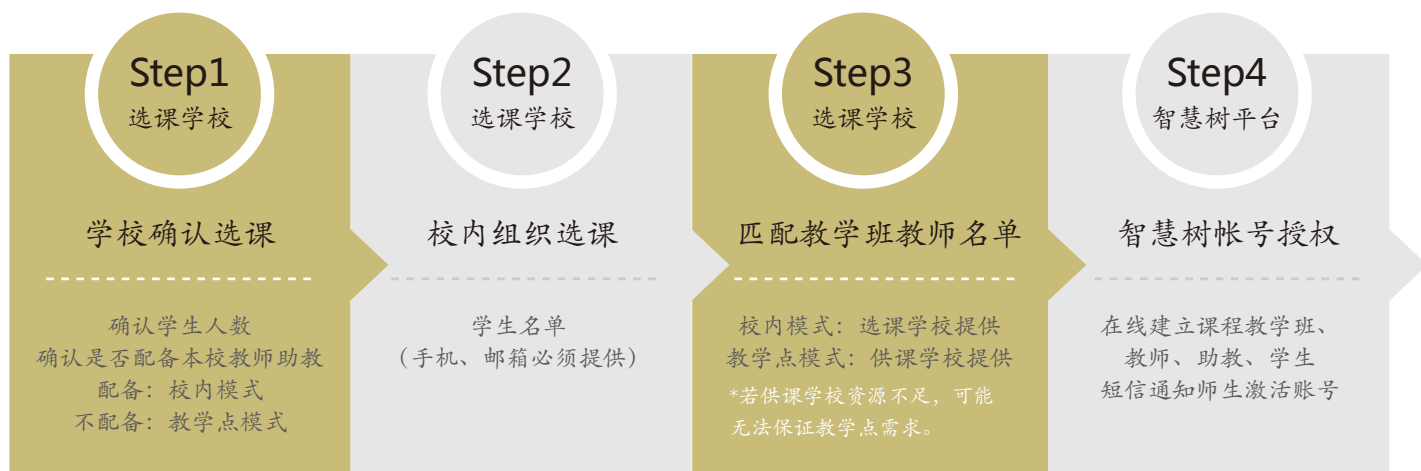 Step1
选课学校
学校确认选课
确认学生人数
确认是否配备本校教师助教
配备：校内模式
不配备：教学点模式
Step2
选课学校
校内组织选课
学生名单
（手机、邮箱必须提供）
Step3
选课学校
匹配教学班教师名单
校内模式：选课学校提供
教学点模式：供课学校提供
*若供课学校资源不足，可能
无法保证教学点需求。
Step4
智慧树平台
智慧树帐号授权
在线建立课程教学班、
教师、助教、学生
短信通知师生激活账号